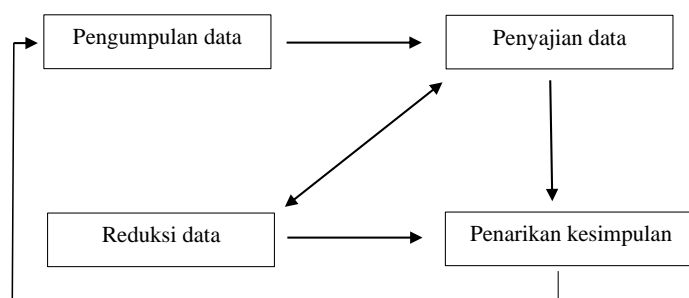 Pengumpulan data
Penyajian data
Reduksi data
Penarikan kesimpulan